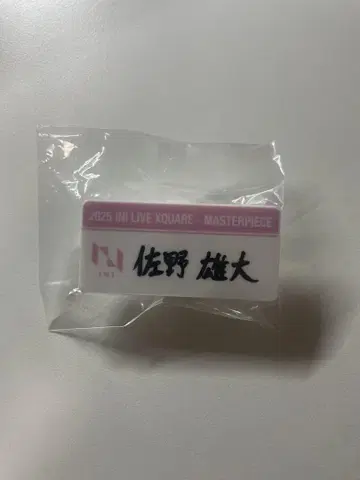 2025 INI LIVE XQUARE - MASTERPIECE
INI
佐野 雄大